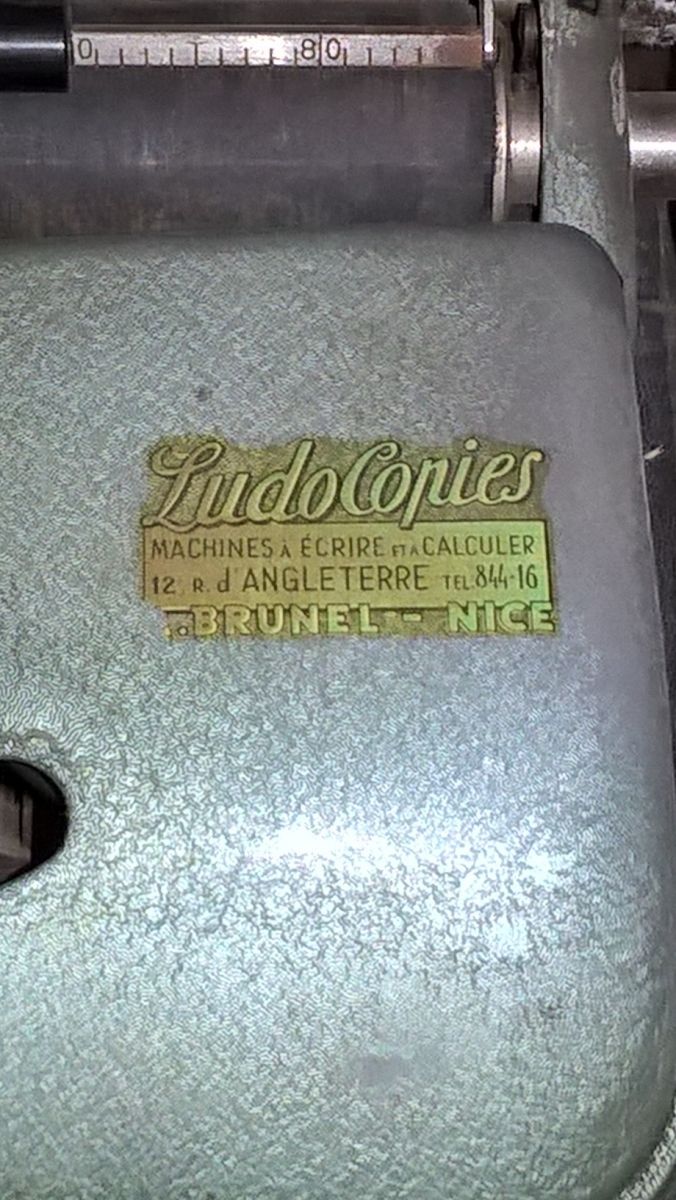 0 80
LudoCopies
MACHINES À ÉCRIRE ET A CALCULER
12, R. d'ANGLETERRE TEL.844-16
.BRUNEL - NICE